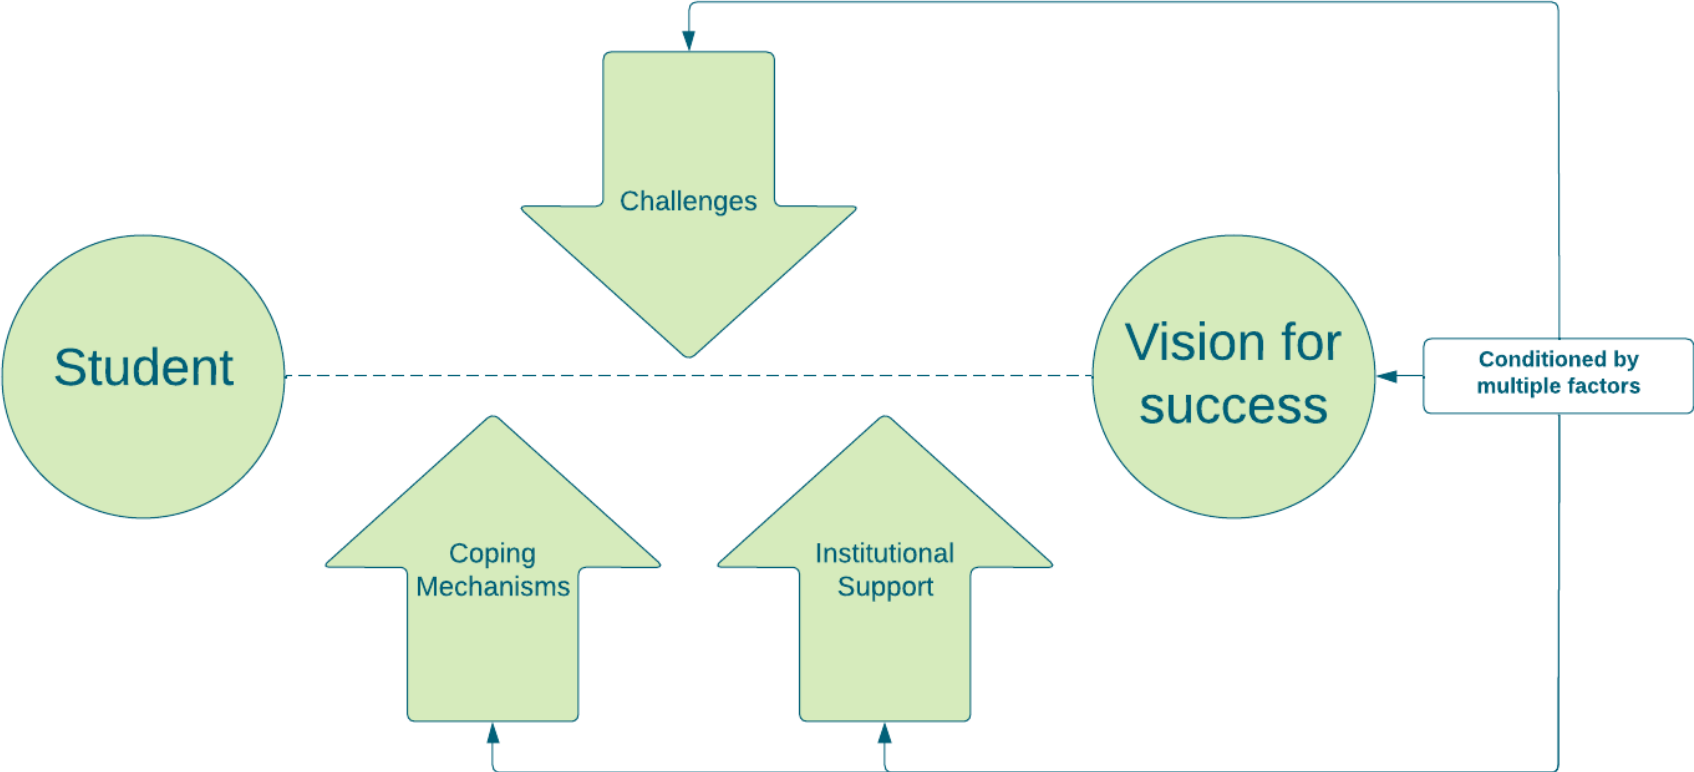 Challenges
Student
Vision for
success
Conditioned by
multiple factors
Coping
Mechanisms
Institutional
Support